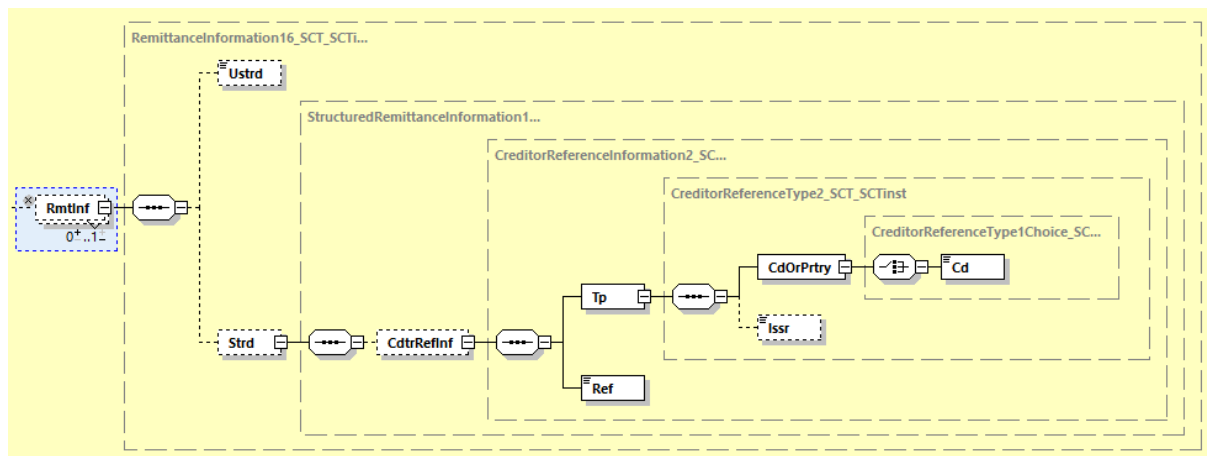 RemittanceInformation16_SCT_SCTi...
Ustrd
StructuredRemittanceInformation1...
CreditorReferenceInformation2_SC...
CreditorReferenceType2_SCT_SCTinst
CreditorReferenceType1Choice_SC...
RmtInf
0..1
CdOrPrtry
Cd
Tp
Issr
Strd
CdtrRefInf
Ref